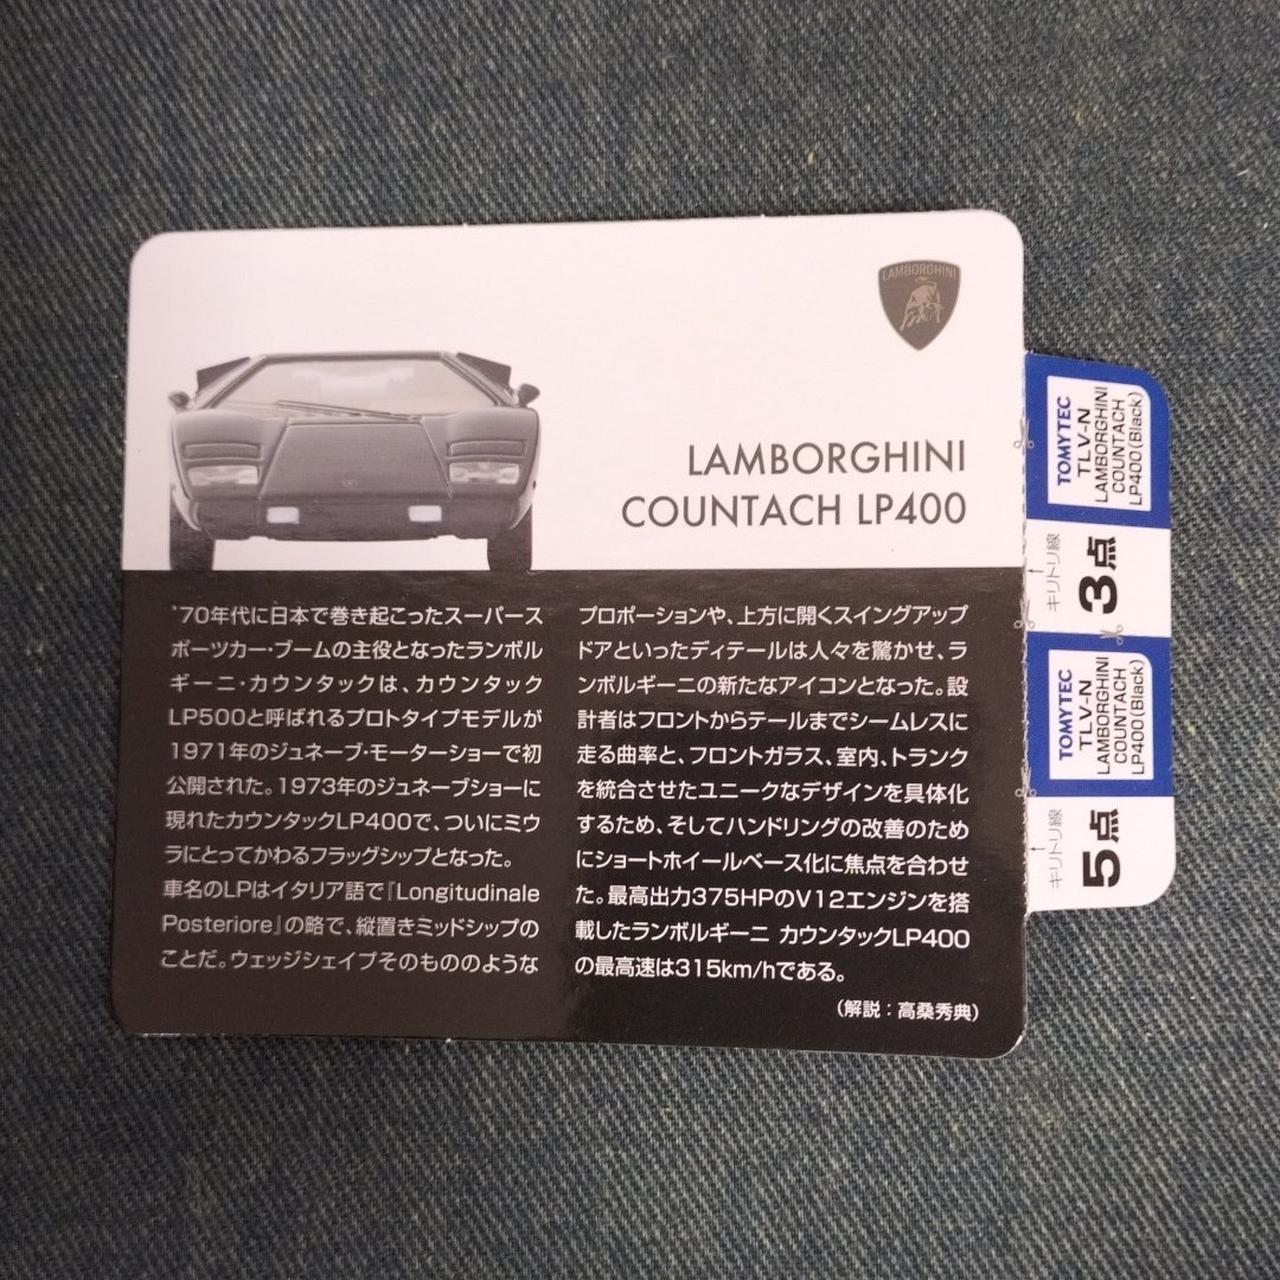 LAMBORGHINI
LAMBORGHINI
COUNTACH LP400
'70年代に日本で巻き起こったスーパース
ポーツカー・ブームの主役となったランボル
ギーニ・カウンタックは、カウンタック
LP500と呼ばれるプロトタイプモデルが
1971年のジュネーブ・モーターショーで初
公開された。1973年のジュネーブショーに
現れたカウンタックLP400で、ついにミウ
ラにとってかわるフラッグシップとなった。
車名のLPはイタリア語で『Longitudinale
Posteriore』の略で、縦置きミッドシップの
ことだ。ウェッジシェイプそのもののような
プロポーションや、上方に開くスイングアップ
ドアといったディテールは人々を驚かせ、ラ
ンボルギーニの新たなアイコンとなった。設
計者はフロントからテールまでシームレスに
走る曲率と、フロントガラス、室内、トランク
を統合させたユニークなデザインを具体化
するため、そしてハンドリングの改善のため
にショートホイールベース化に焦点を合わせ
た。最高出力375HPのV12エンジンを搭
載したランボルギーニ カウンタックLP400
の最高速は315km/hである。
(解説：高桑秀典)
TOMYTEC
TLV-N
LAMBORGHINI
COUNTACH
LP400(Black)
キリトリ線
3点
TOMYTEC
TLV-N
LAMBORGHINI
COUNTACH
LP400(Black)
キリトリ線
5点